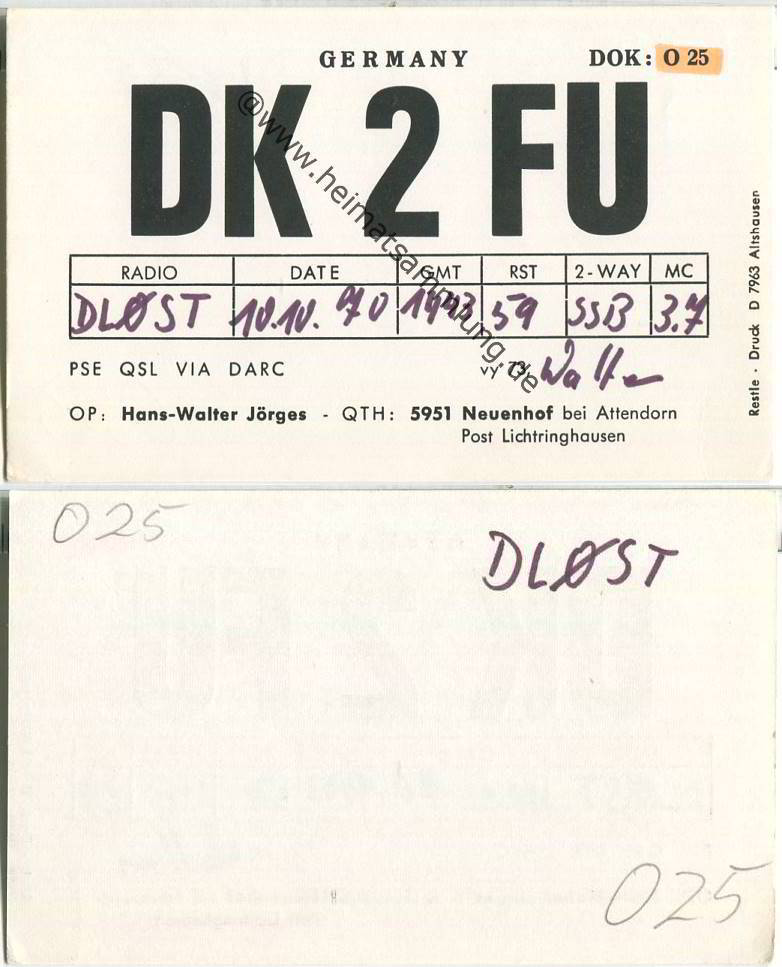 GERMANY DOK: O 25
DK 2 FU
RADIO DATE GMT RST 2-WAY MC
DLØST 10.10. 70 59 SSB 3.7
PSE QSL VIA DARC vy 73, Walter
OP: Hans-Walter Jörges - QTH: 5951 Neuenhof bei Attendorn
Post Lichtringhausen
Restle · Druck D 7963 Altshausen
@www.heimatsammlung.de
O25
DLØST
O25